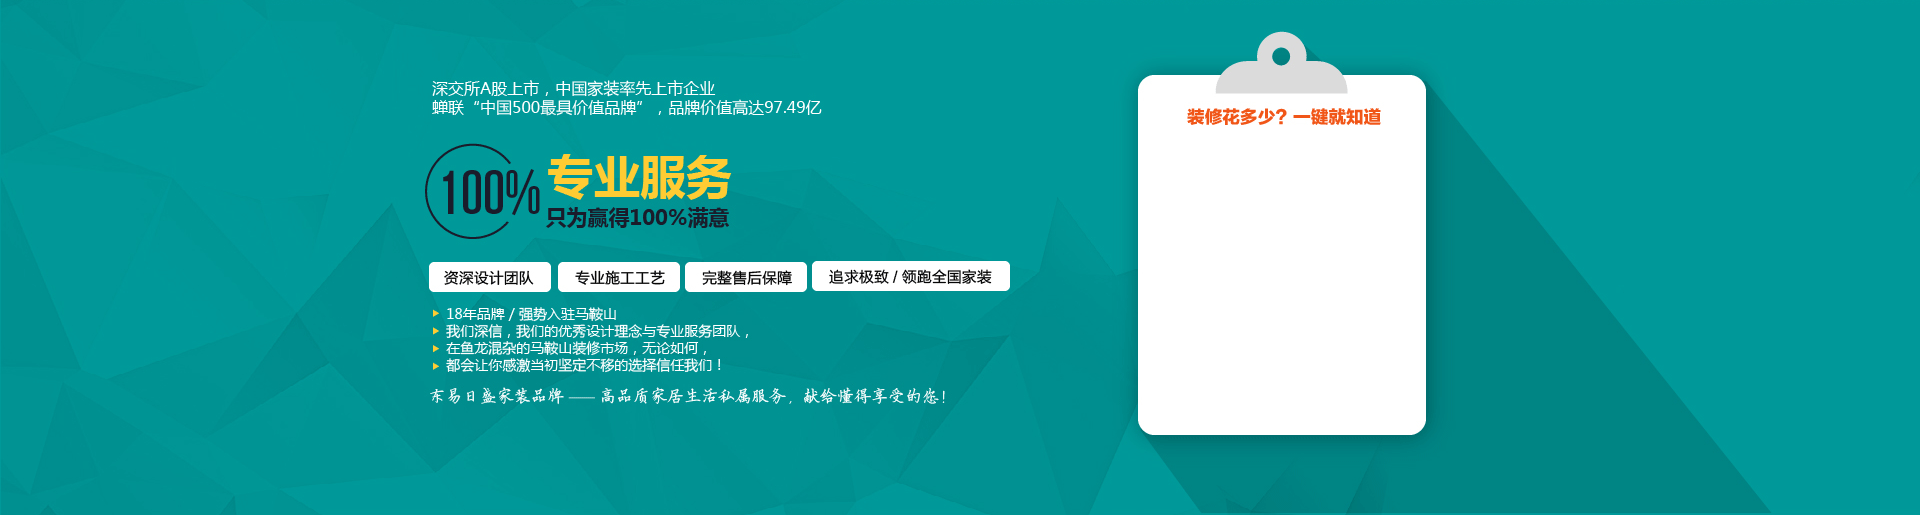 深交所A股上市，中国家装率先上市企业
蝉联“中国500最具价值品牌”，品牌价值高达97.49亿
100%
专业服务
只为赢得100%满意
资深设计团队
专业施工工艺
完整售后保障
追求极致 / 领跑全国家装
18年品牌 / 强势入驻马鞍山
我们深信，我们的优秀设计理念与专业服务团队，
在鱼龙混杂的马鞍山装修市场，无论如何，
都会让你感激当初坚定不移的选择信任我们！
东易日盛家装品牌 —— 高品质家居生活私属服务，献给懂得享受的您！
装修花多少？一键就知道